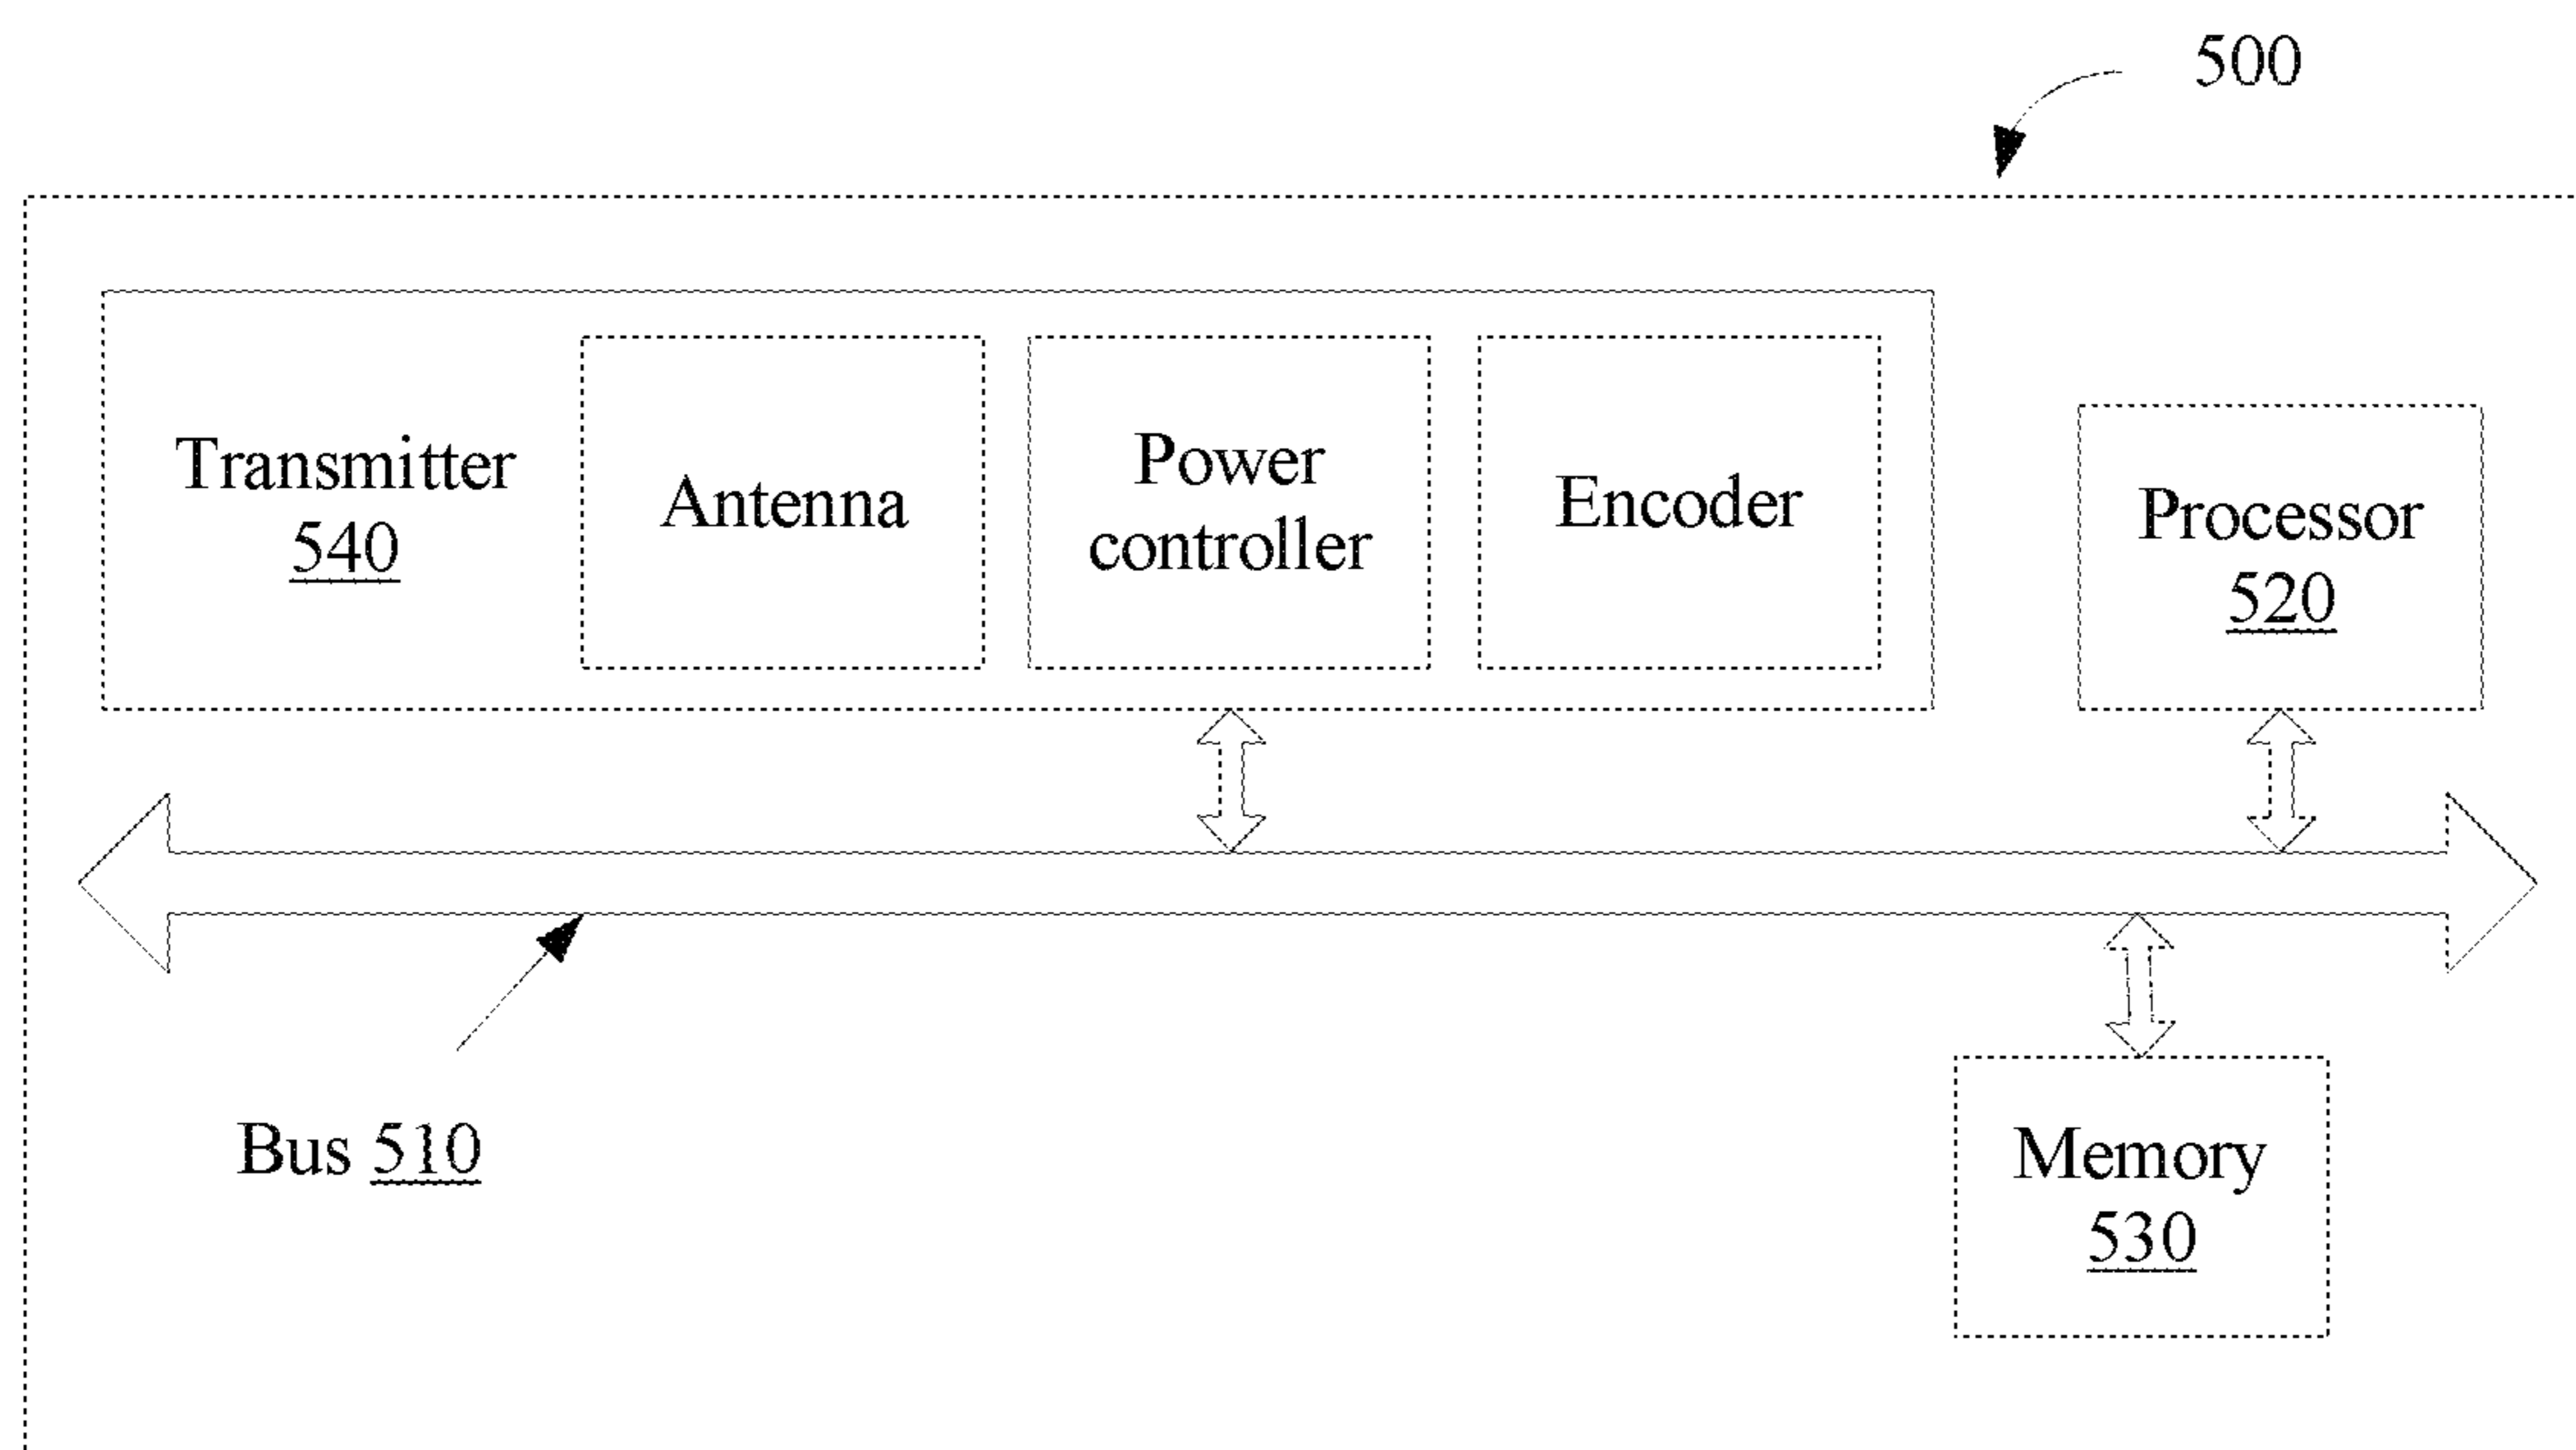 500
Transmitter
540
Antenna
Power
controller
Encoder
Processor
520
Bus 510
Memory
530